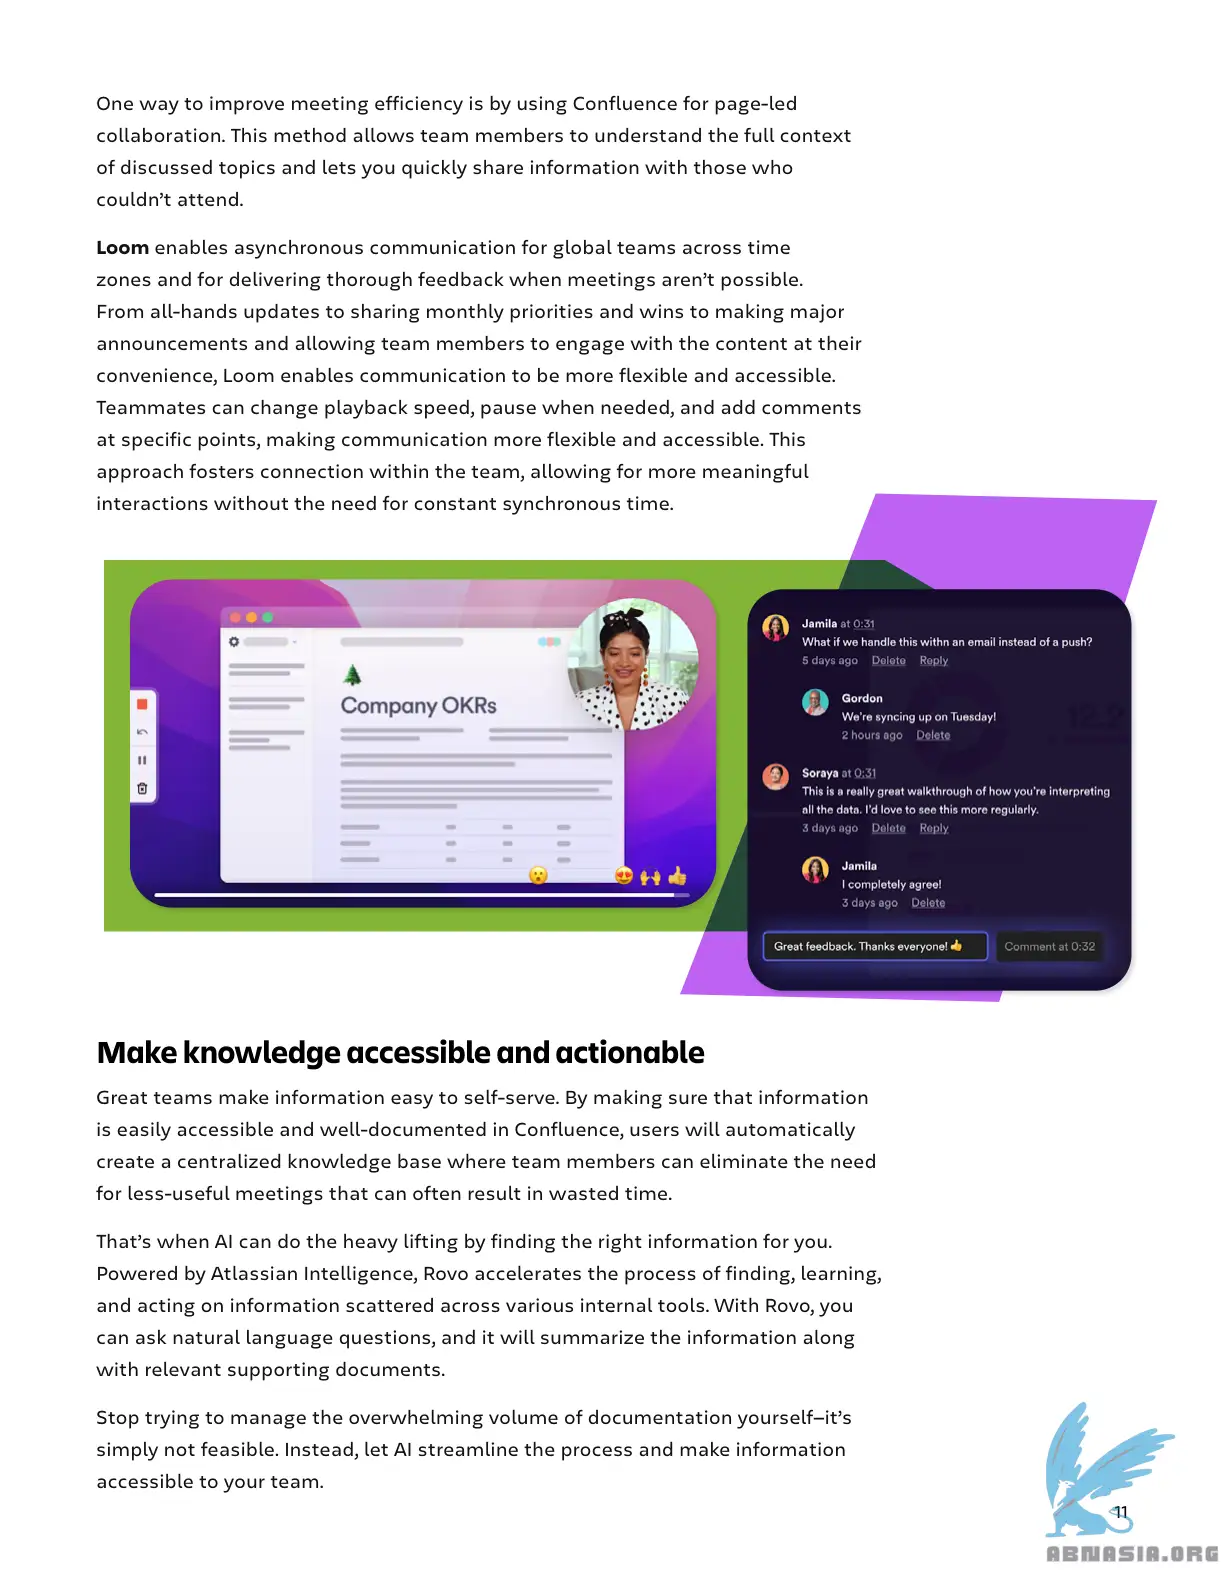 One way to improve meeting efficiency is by using Confluence for page-led
collaboration. This method allows team members to understand the full context
of discussed topics and lets you quickly share information with those who
couldn’t attend.
Loom enables asynchronous communication for global teams across time
zones and for delivering thorough feedback when meetings aren’t possible.
From all-hands updates to sharing monthly priorities and wins to making major
announcements and allowing team members to engage with the content at their
convenience, Loom enables communication to be more flexible and accessible.
Teammates can change playback speed, pause when needed, and add comments
at specific points, making communication more flexible and accessible. This
approach fosters connection within the team, allowing for more meaningful
interactions without the need for constant synchronous time.
Company OKRs
Jamila at 0:31
What if we handle this withn an email instead of a push?
5 days ago Delete Reply
Gordon
We’re syncing up on Tuesday!
2 hours ago Delete
12.2
Soraya at 0:31
This is a really great walkthrough of how you’re interpreting
all the data. I’d love to see this more regularly.
3 days ago Delete Reply
Jamila
I completely agree!
3 days ago Delete
Great feedback. Thanks everyone! 👍 Comment at 0:32
Make knowledge accessible and actionable
Great teams make information easy to self-serve. By making sure that information
is easily accessible and well-documented in Confluence, users will automatically
create a centralized knowledge base where team members can eliminate the need
for less-useful meetings that can often result in wasted time.
That’s when AI can do the heavy lifting by finding the right information for you.
Powered by Atlassian Intelligence, Rovo accelerates the process of finding, learning,
and acting on information scattered across various internal tools. With Rovo, you
can ask natural language questions, and it will summarize the information along
with relevant supporting documents.
Stop trying to manage the overwhelming volume of documentation yourself—it’s
simply not feasible. Instead, let AI streamline the process and make information
accessible to your team.
11
ABNASIA.ORG